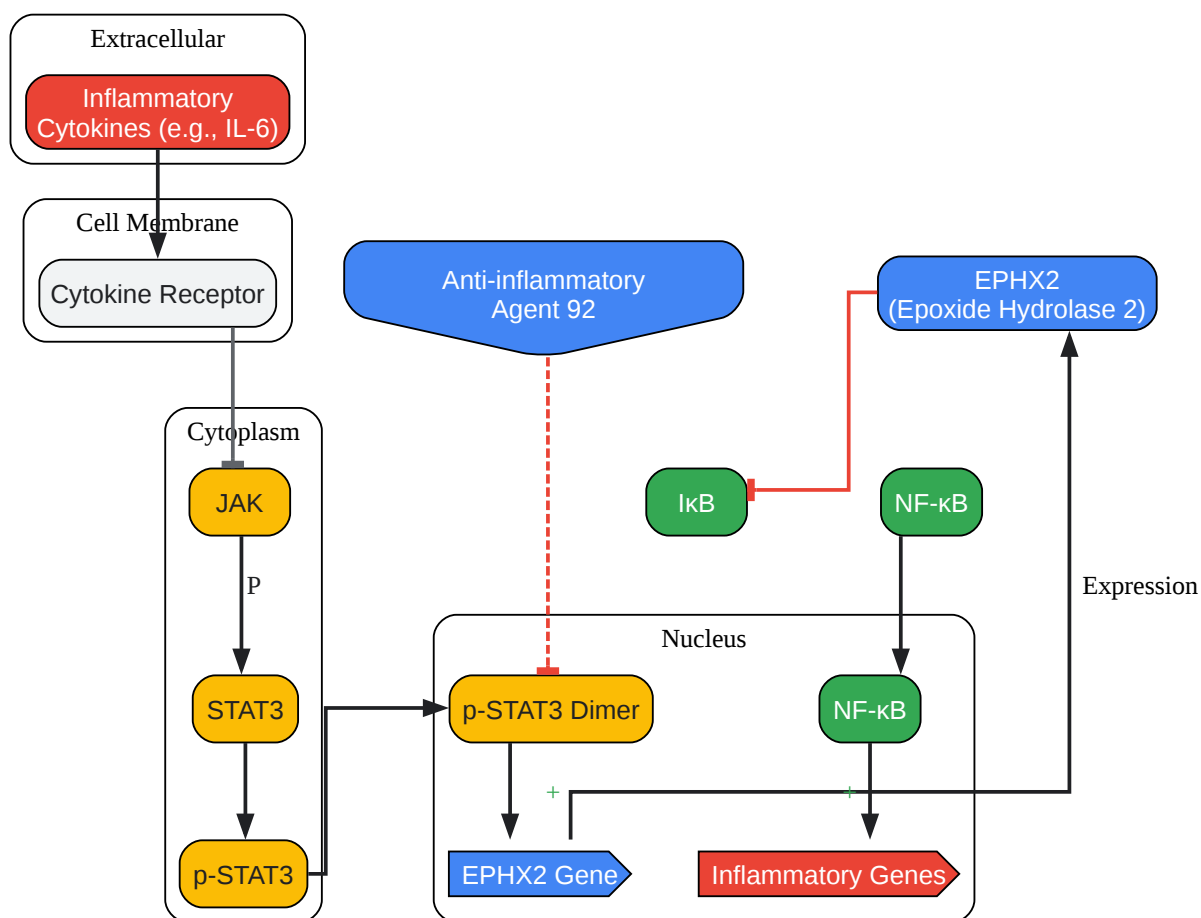 Extracellular
Inflammatory
Cytokines (e.g., IL-6)
Cell Membrane
Cytokine Receptor
Anti-inflammatory
Agent 92
EPHX2
(Epoxide Hydrolase 2)
Cytoplasm
JAK
IκB
NF-κB
P
Expression
Nucleus
STAT3
p-STAT3 Dimer
NF-κB
+
+
p-STAT3
EPHX2 Gene
Inflammatory Genes